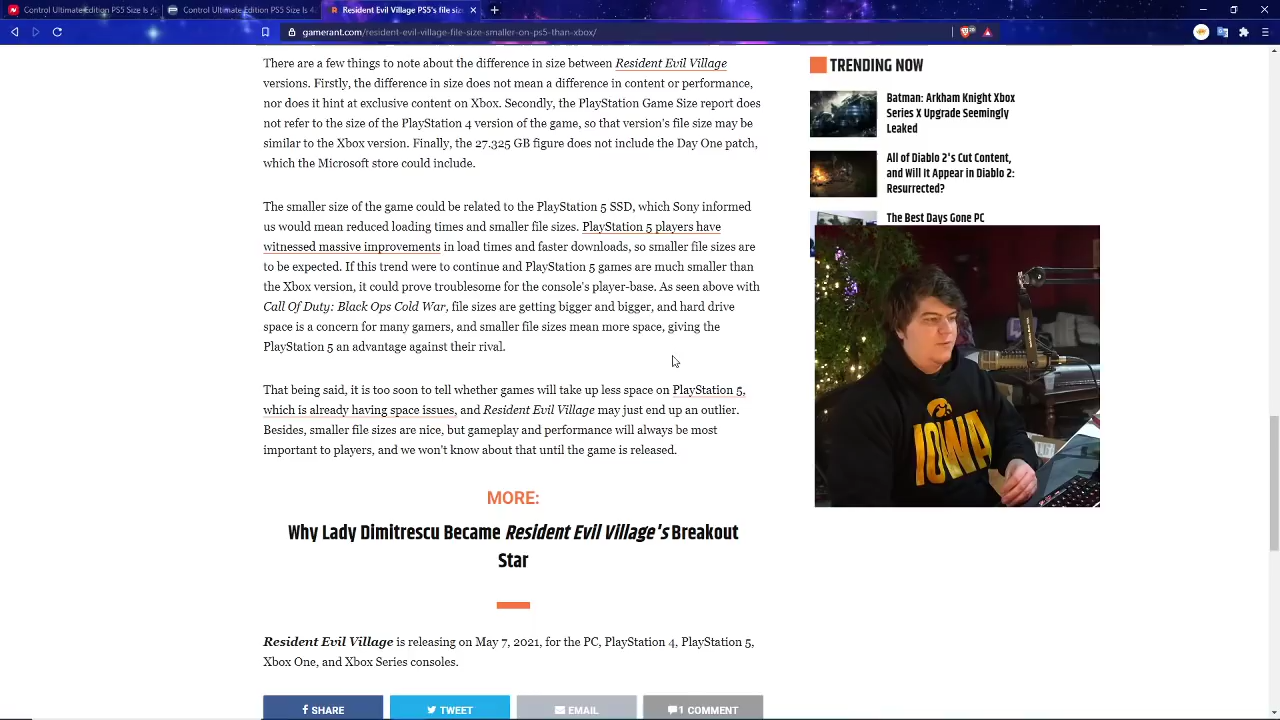 Control Ultimate Edition PS5 Size Is 4
Control Ultimate Edition PS5 Size Is
Resident Evil Village PS5's file siz
gamerant.com/resident-evil-village-file-size-smaller-on-ps5-than-xbox/
There are a few things to note about the difference in size between Resident Evil Village
versions. Firstly, the difference in size does not mean a difference in content or performance,
nor does it hint at exclusive content on Xbox. Secondly, the PlayStation Game Size report does
not refer to the size of the PlayStation 4 version of the game, so that version's file size may be
similar to the Xbox version. Finally, the 27.325 GB figure does not include the Day One patch,
which the Microsoft store could include.
The smaller size of the game could be related to the PlayStation 5 SSD, which Sony informed
us would mean reduced loading times and smaller file sizes. PlayStation 5 players have
witnessed massive improvements in load times and faster downloads, so smaller file sizes are
to be expected. If this trend were to continue and PlayStation 5 games are much smaller than
the Xbox version, it could prove troublesome for the console's player-base. As seen above with
Call Of Duty: Black Ops Cold War, file sizes are getting bigger and bigger, and hard drive
space is a concern for many gamers, and smaller file sizes mean more space, giving the
PlayStation 5 an advantage against their rival.
That being said, it is too soon to tell whether games will take up less space on PlayStation 5,
which is already having space issues, and Resident Evil Village may just end up an outlier.
Besides, smaller file sizes are nice, but gameplay and performance will always be most
important to players, and we won't know about that until the game is released.
MORE:
Why Lady Dimitrescu Became Resident Evil Village's Breakout
Star
Resident Evil Village is releasing on May 7, 2021, for the PC, PlayStation 4, PlayStation 5,
Xbox One, and Xbox Series consoles.
SHARE
TWEET
EMAIL
1 COMMENT
TRENDING NOW
Batman: Arkham Knight Xbox
Series X Upgrade Seemingly
Leaked
All of Diablo 2's Cut Content,
and Will It Appear in Diablo 2:
Resurrected?
The Best Days Gone PC
IOWA